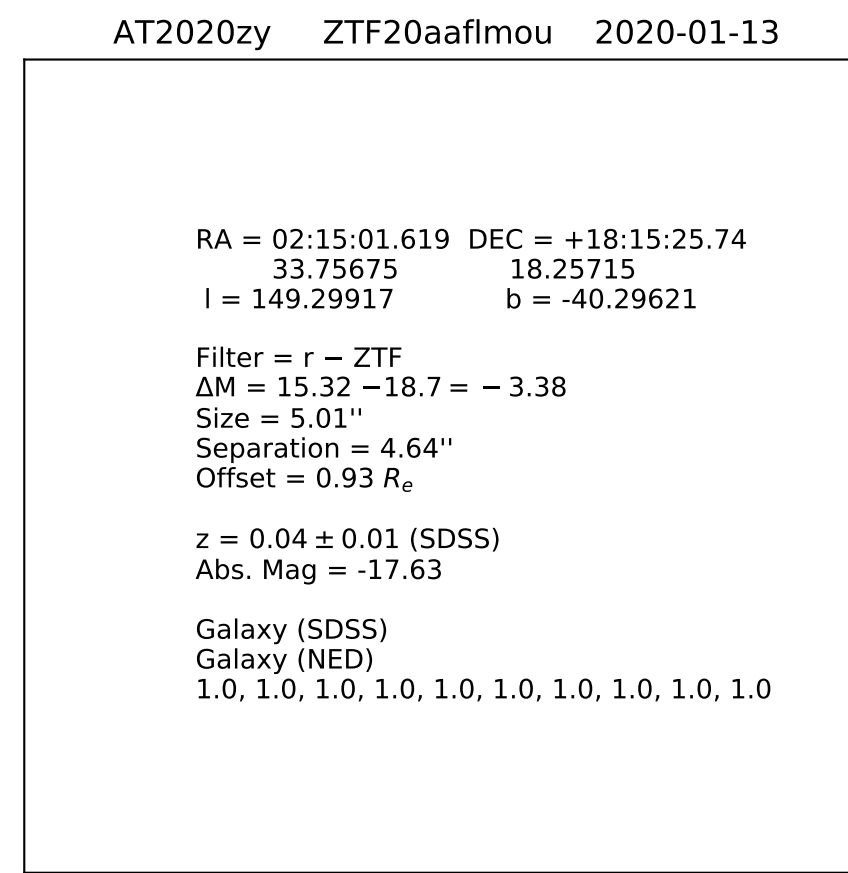 AT2020zy ZTF20aaflmou 2020-01-13
RA = 02:15:01.619 DEC = +18:15:25.74
33.75675 18.25715
l = 149.29917 b = -40.29621
Filter = r − ZTF
ΔM = 15.32 −18.7 = − 3.38
Size = 5.01''
Separation = 4.64''
Offset = 0.93 Re
z = 0.04 ± 0.01 (SDSS)
Abs. Mag = -17.63
Galaxy (SDSS)
Galaxy (NED)
1.0, 1.0, 1.0, 1.0, 1.0, 1.0, 1.0, 1.0, 1.0, 1.0